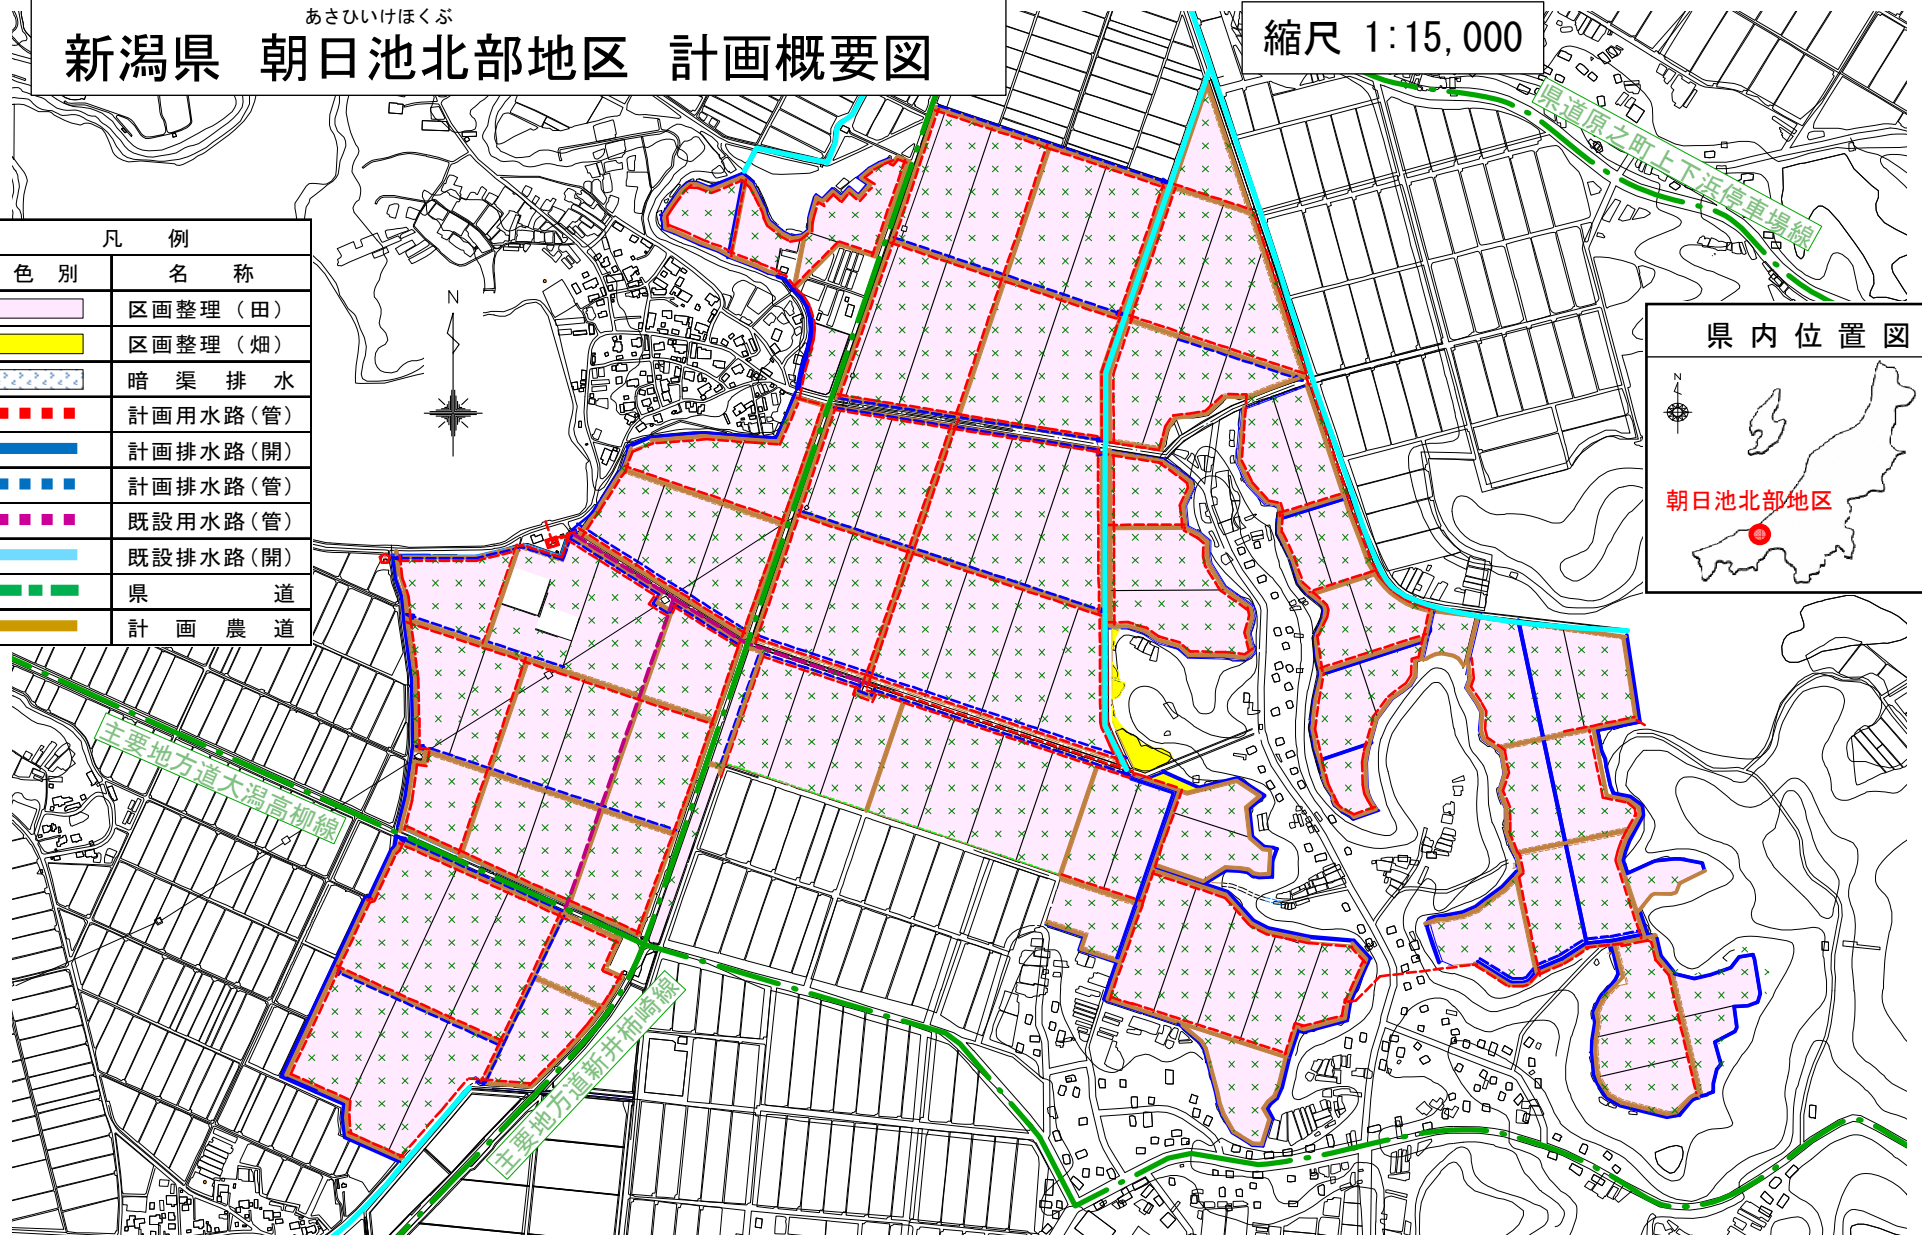 あさひいけほくぶ
新潟県 朝日池北部地区 計画概要図
縮尺 1:15,000
県道原之町上下浜停車場線
凡 例
色 別 名 称
区画整理（田）
区画整理（畑）
暗 渠 排 水
計画用水路(管)
計画排水路(開)
計画排水路(管)
既設用水路(管)
既設排水路(開)
県 道
計 画 農 道
N
県 内 位 置 図
N
朝日池北部地区
主要地方道大潟高柳線
主要地方道新井柿崎線